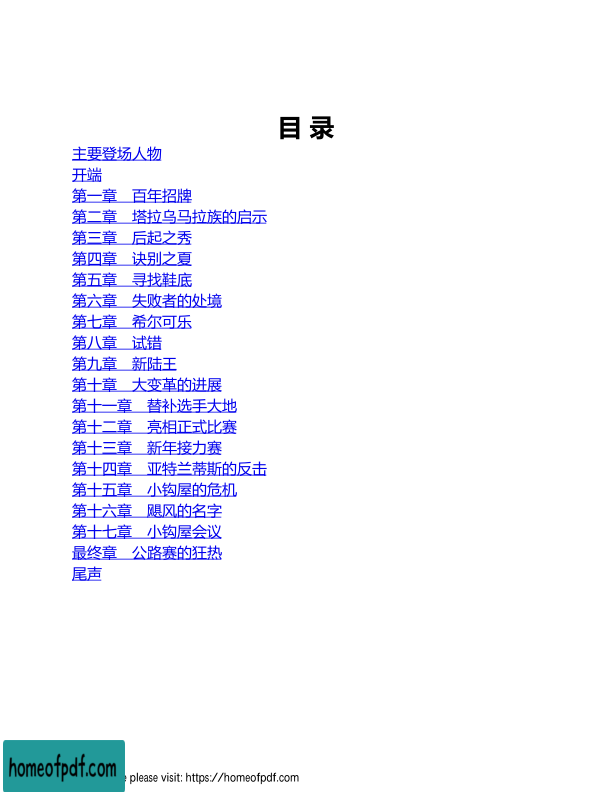 目 录
主要登场人物
开端
第一章　百年招牌
第二章　塔拉乌马拉族的启示
第三章　后起之秀
第四章　诀别之夏
第五章　寻找鞋底
第六章　失败者的处境
第七章　希尔可乐
第八章　试错
第九章　新陆王
第十章　大变革的进展
第十一章　替补选手大地
第十二章　亮相正式比赛
第十三章　新年接力赛
第十四章　亚特兰蒂斯的反击
第十五章　小钩屋的危机
第十六章　飓风的名字
第十七章　小钩屋会议
最终章　公路赛的狂热
尾声
homeofpdf.com
please visit: https://homeofpdf.com